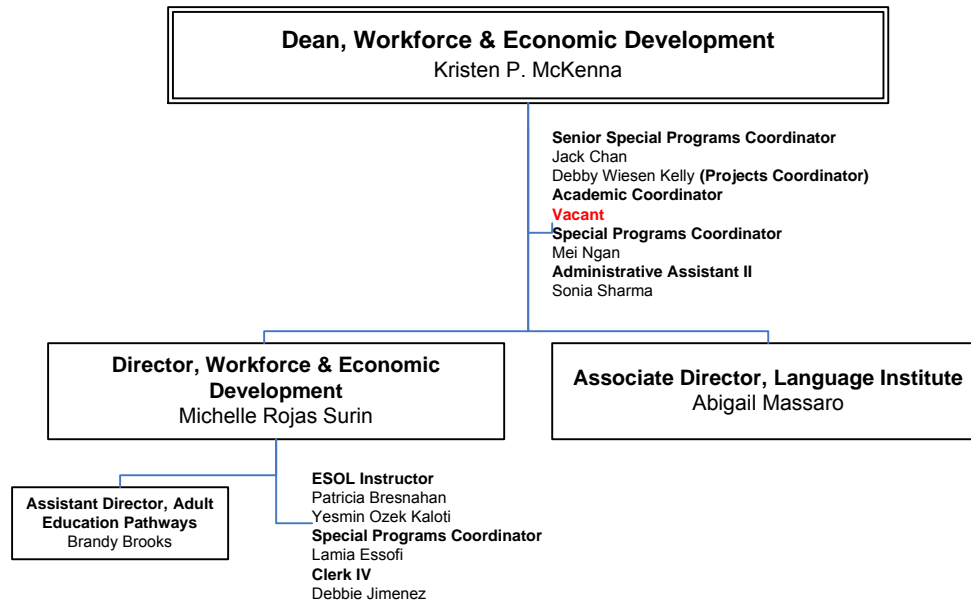 Dean, Workforce & Economic Development
Kristen P. McKenna
Senior Special Programs Coordinator
Jack Chan
Debby Wiesen Kelly (Projects Coordinator)
Academic Coordinator
Vacant
Special Programs Coordinator
Mei Ngan
Administrative Assistant II
Sonia Sharma
Director, Workforce & Economic
Development
Michelle Rojas Surin
Associate Director, Language Institute
Abigail Massaro
Assistant Director, Adult
Education Pathways
Brandy Brooks
ESOL Instructor
Patricia Bresnahan
Yesmin Ozek Kaloti
Special Programs Coordinator
Lamia Essofi
Clerk IV
Debbie Jimenez